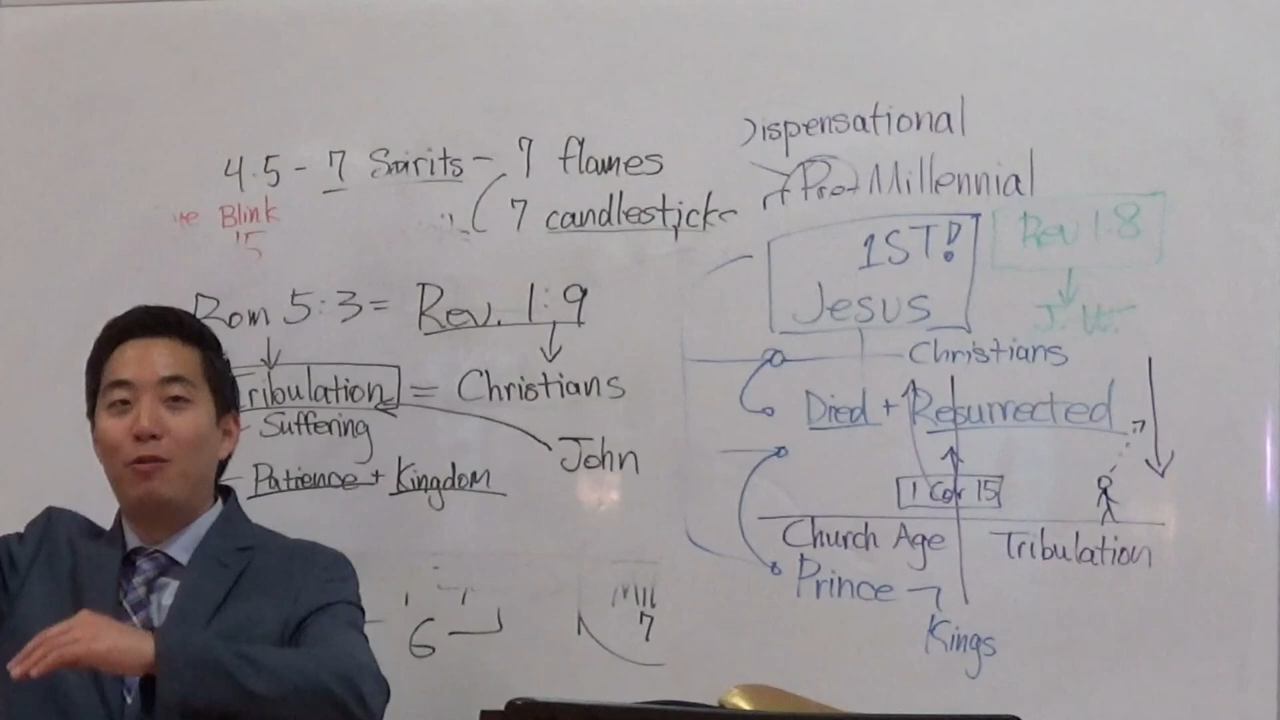 4.5 - 7 Spirits - 7 flames
7 candlestick
Blink
Rom 5:3 = Rev. 1:9
Tribulation = Christians
- Suffering
- Patience + Kingdom
John
6
Mill
7
Dispensational
Millennial
1ST!
Jesus
Rev 1:8
J.W.
Christians
Died + Resurrected
1 Cor 15
Church Age
Tribulation
Prince
Kings